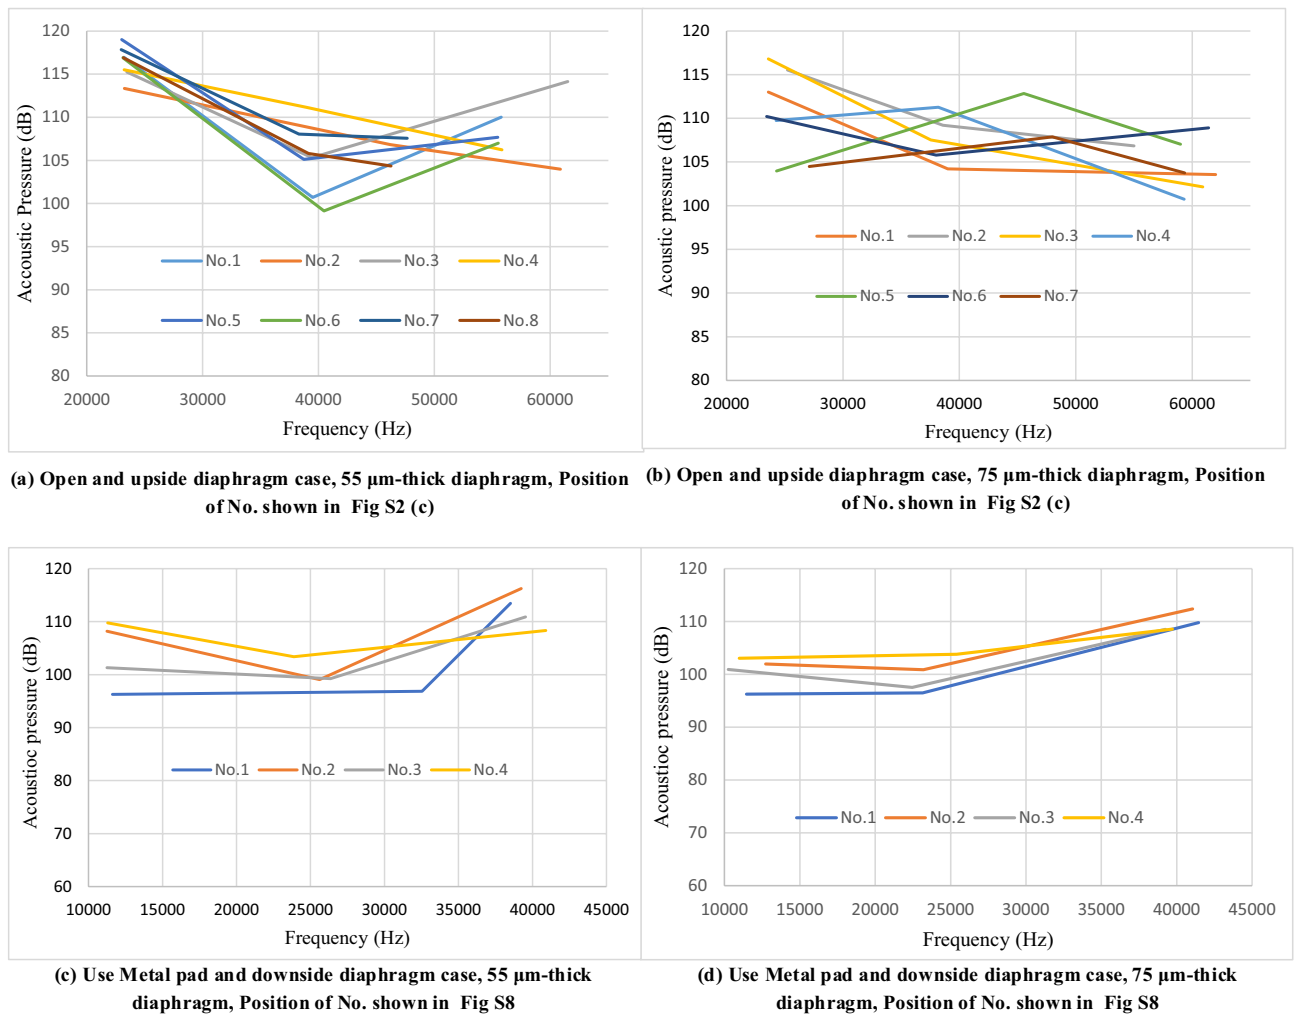 120
115
110
105
100
95
90
85
80
Accoustic Pressure (dB)
No.1 No.2 No.3 No.4
No.5 No.6 No.7 No.8
20000 30000 40000 50000 60000
Frequency (Hz)
(a) Open and upside diaphragm case, 55 µm-thick diaphragm, Position
of No. shown in Fig S2 (c)
120
115
110
105
100
95
90
85
80
Acoustic pressure (dB)
No.1 No.2 No.3 No.4
No.5 No.6 No.7
20000 30000 40000 50000 60000
Frequency (Hz)
(b) Open and upside diaphragm case, 75 µm-thick diaphragm, Position
of No. shown in Fig S2 (c)
120
110
100
90
80
70
60
Acoustioc pressure (dB)
No.1 No.2 No.3 No.4
10000 15000 20000 25000 30000 35000 40000 45000
Frequency (Hz)
(c) Use Metal pad and downside diaphragm case, 55 µm-thick
diaphragm, Position of No. shown in Fig S8
120
110
100
90
80
70
60
Acoustioc pressure (dB)
No.1 No.2 No.3 No.4
10000 15000 20000 25000 30000 35000 40000 45000
Frequency (Hz)
(d) Use Metal pad and downside diaphragm case, 75 µm-thick
diaphragm, Position of No. shown in Fig S8